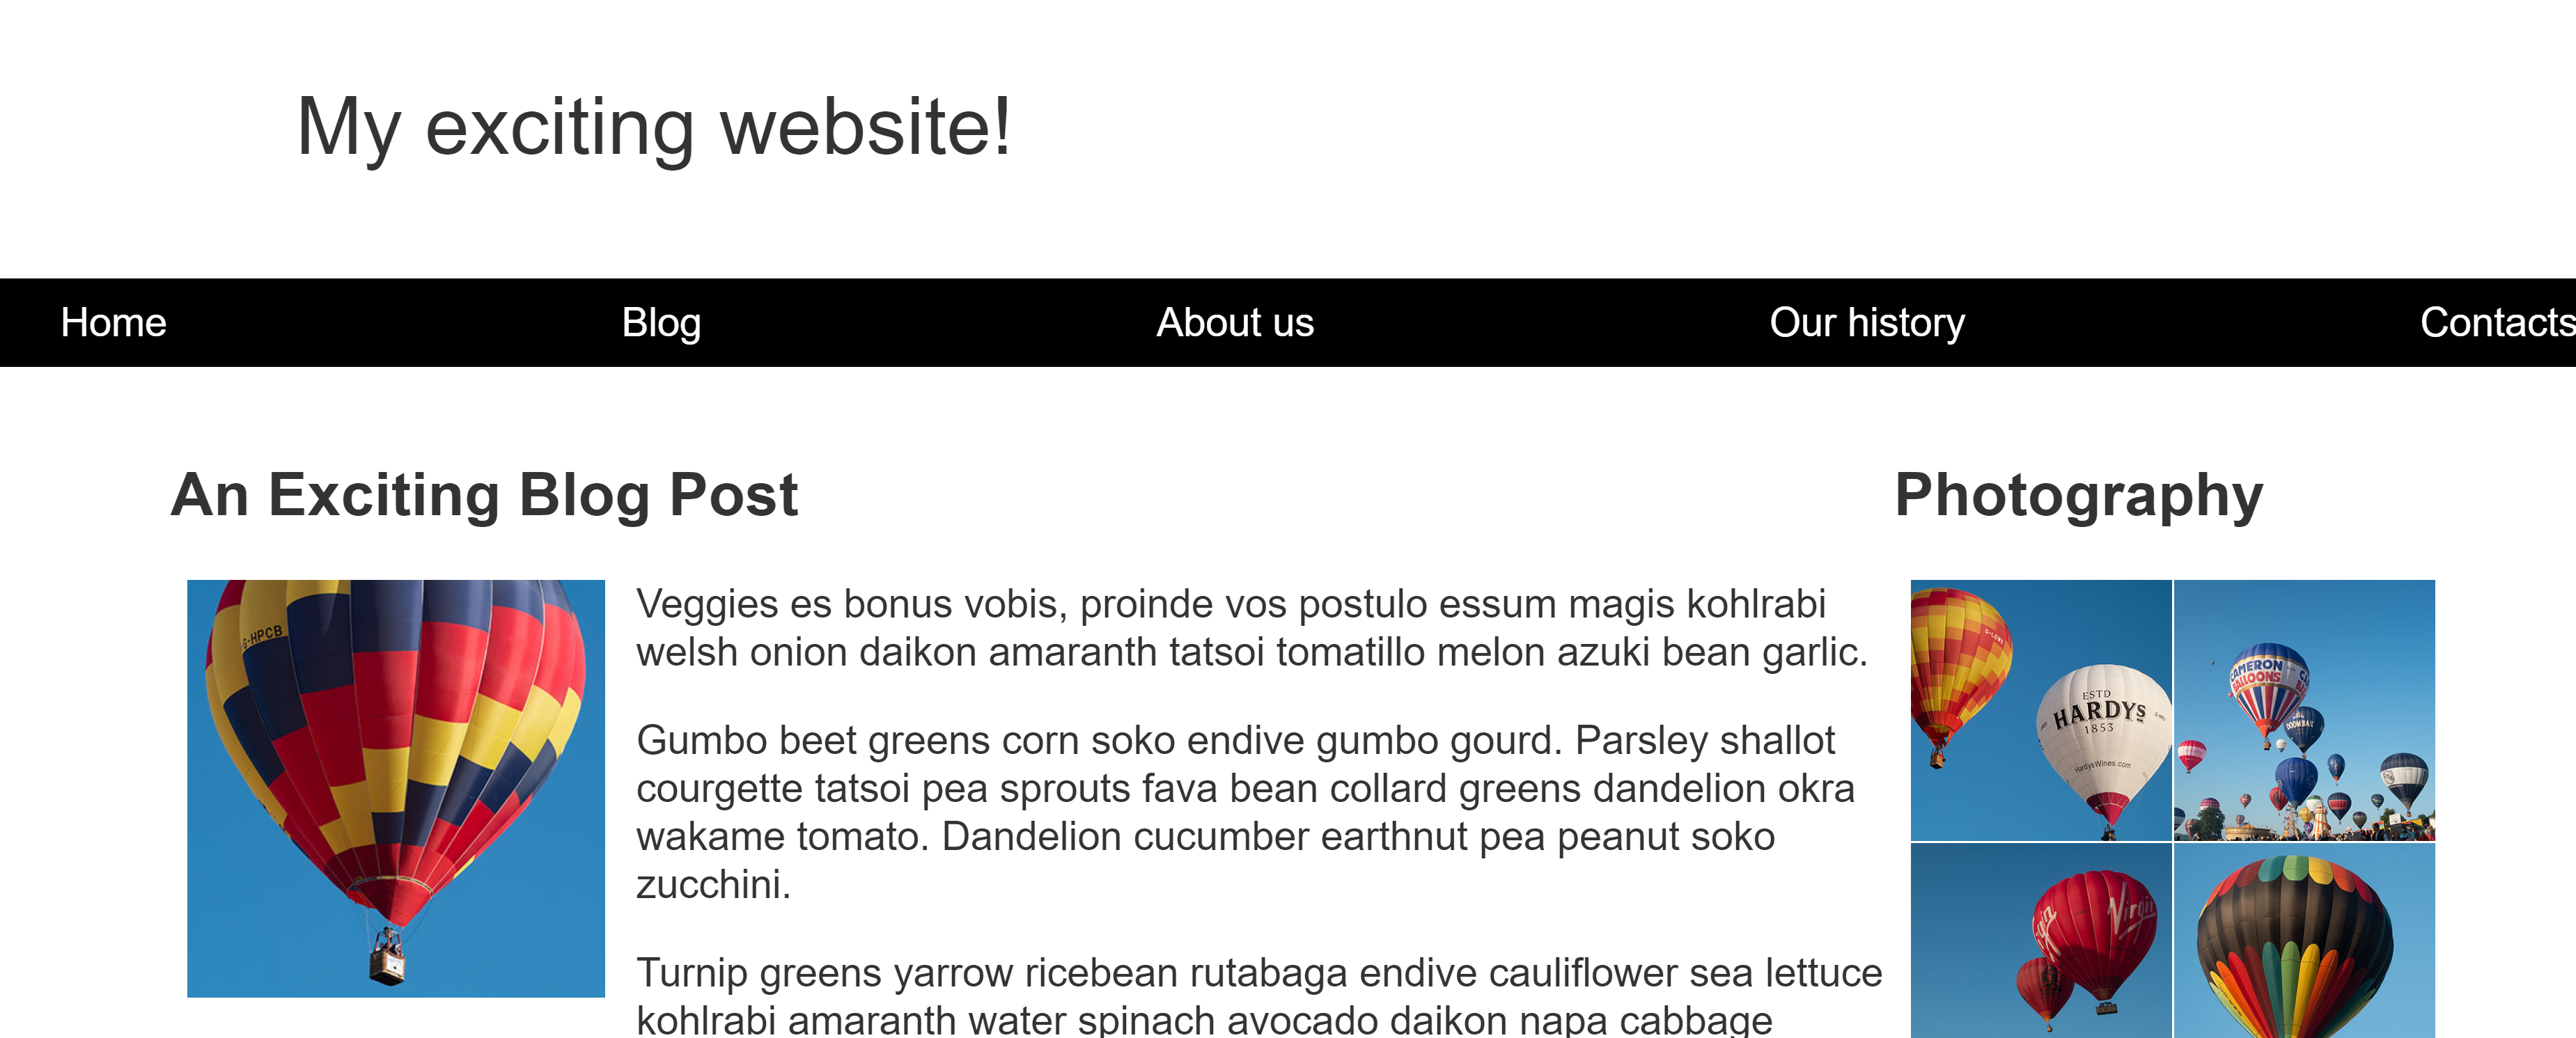 My exciting website!
Home Blog About us Our history Contacts
An Exciting Blog Post
Photography
G-HPCB
Veggies es bonus vobis, proinde vos postulo essum magis kohlrabi
welsh onion daikon amaranth tatsoi tomatillo melon azuki bean garlic.
Gumbo beet greens corn soko endive gumbo gourd. Parsley shallot
courgette tatsoi pea sprouts fava bean collard greens dandelion okra
wakame tomato. Dandelion cucumber earthnut pea peanut soko
zucchini.
Turnip greens yarrow ricebean rutabaga endive cauliflower sea lettuce
kohlrabi amaranth water spinach avocado daikon napa cabbage
ESTD
HARDYS
1853
HardysWines.com
CAMERON
BALLOONS
Virgin